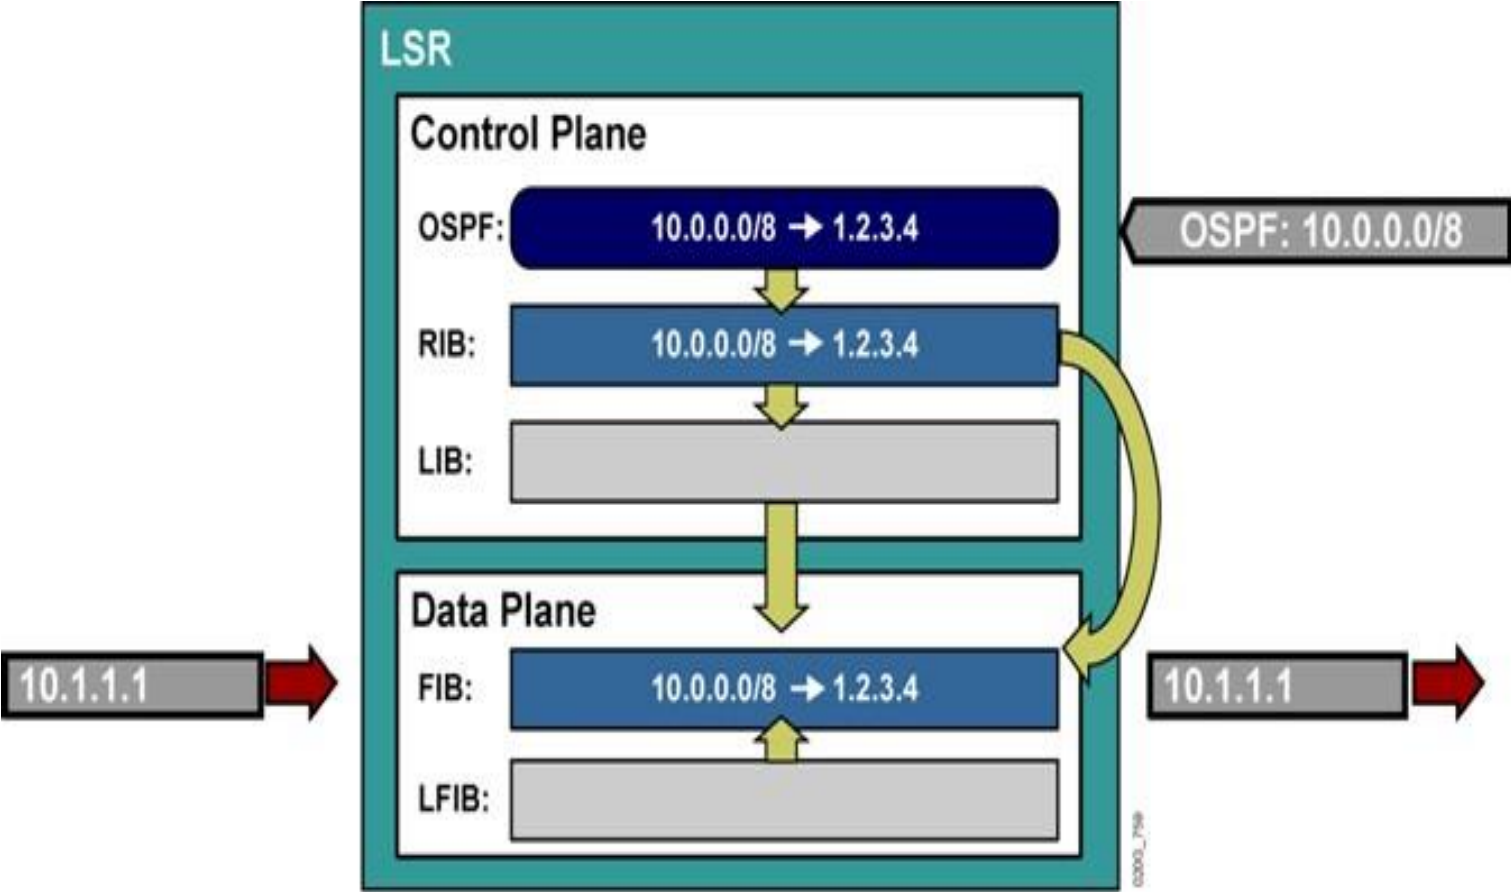 LSR
Control Plane
OSPF: 10.0.0.0/8 → 1.2.3.4
OSPF: 10.0.0.0/8
RIB: 10.0.0.0/8 → 1.2.3.4
LIB:
Data Plane
10.1.1.1
FIB: 10.0.0.0/8 → 1.2.3.4
10.1.1.1
LFIB: